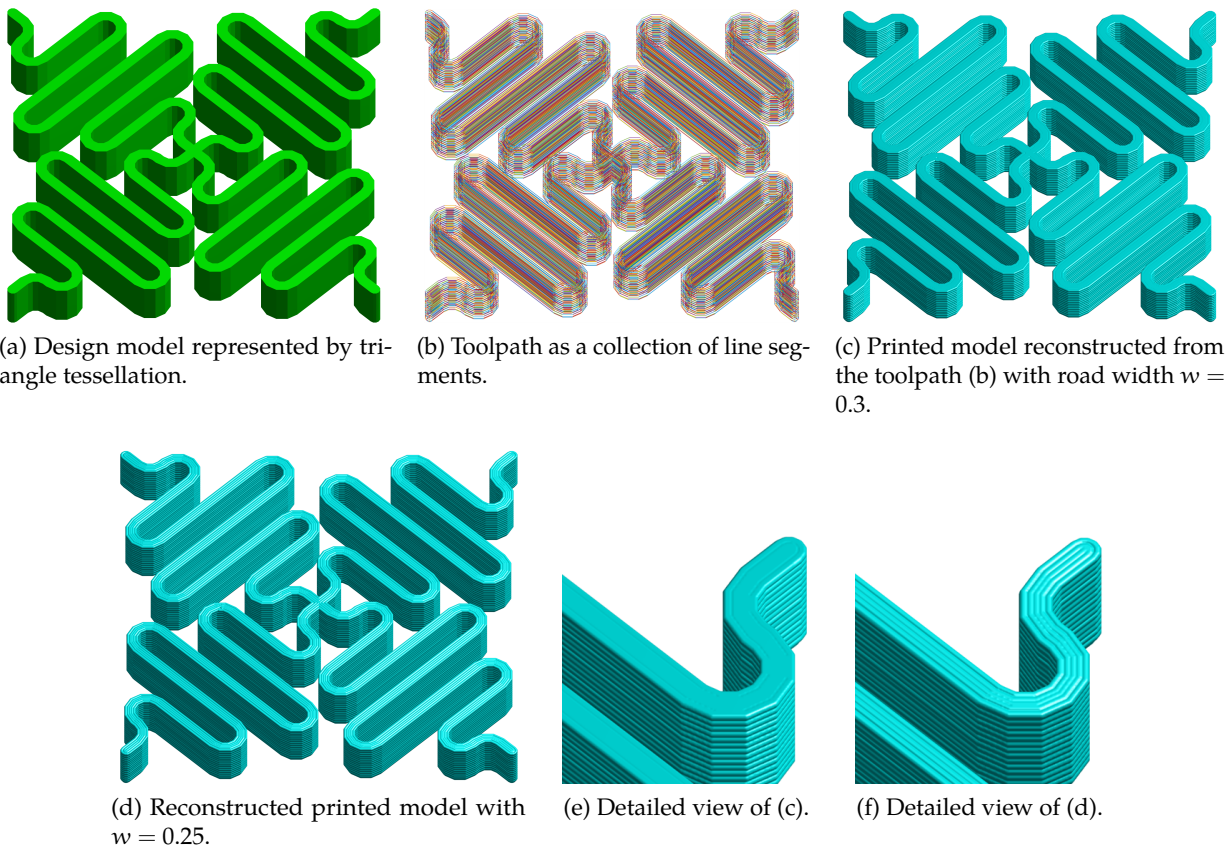 (a) Design model represented by tri-
angle tessellation.
(b) Toolpath as a collection of line seg-
ments.
(c) Printed model reconstructed from
the toolpath (b) with road width w =
0.3.
(d) Reconstructed printed model with
w = 0.25.
(e) Detailed view of (c).
(f) Detailed view of (d).